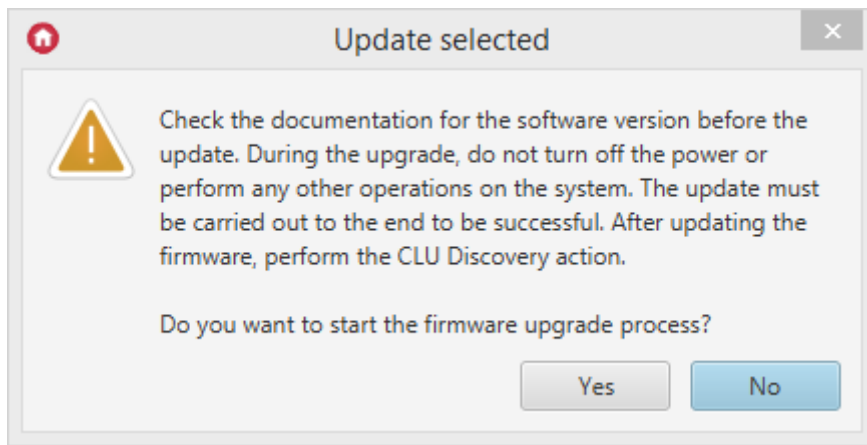 Update selected
Check the documentation for the software version before the
update. During the upgrade, do not turn off the power or
perform any other operations on the system. The update must
be carried out to the end to be successful. After updating the
firmware, perform the CLU Discovery action.
Do you want to start the firmware upgrade process?
Yes
No